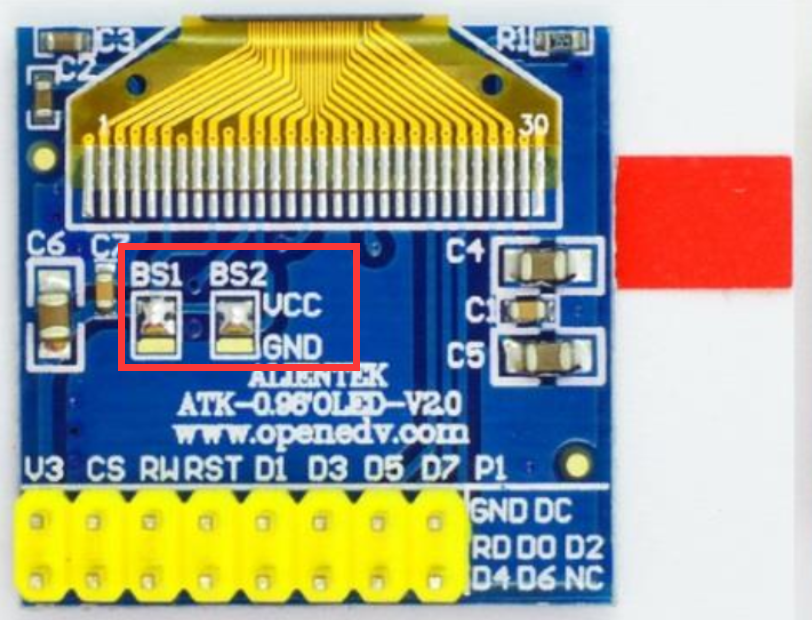 C3
R1
C2
1
30
C6
C7
BS1
BS2
VCC
GND
C4
C1
C5
ALIENTEK
ATK-0.96'OLED-V2.0
www.openedv.com
V3 CS RW RST D1 D3 D5 D7 P1
GND DC
RD D0 D2
D4 D6 NC